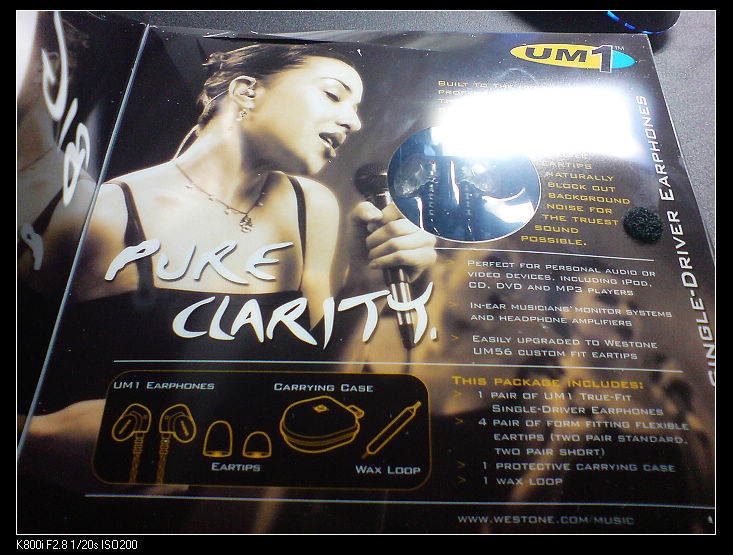 UM1™
BUILT TO THE
EARTIPS
NATURALLY
BLOCK OUT
BACKGROUND
NOISE FOR
THE TRUEST
SOUND
POSSIBLE.
SINGLE-DRIVER EARPHONES
PURE
CLARITY.
> PERFECT FOR PERSONAL AUDIO OR
VIDEO DEVICES, INCLUDING IPOD,
CD, DVD AND MP3 PLAYERS
> IN-EAR MUSICIANS' MONITOR SYSTEMS
AND HEADPHONE AMPLIFIERS
> EASILY UPGRADED TO WESTONE
UM56 CUSTOM FIT EARTIPS
UM1 EARPHONES
CARRYING CASE
EARTIPS
WAX LOOP
THIS PACKAGE INCLUDES:
> 1 PAIR OF UM1 TRUE-FIT
SINGLE-DRIVER EARPHONES
> 4 PAIR OF FORM FITTING FLEXIBLE
EARTIPS (TWO PAIR STANDARD,
TWO PAIR SHORT)
> 1 PROTECTIVE CARRYING CASE
> 1 WAX LOOP
WWW.WESTONE.COM/MUSIC
K800i F2.8 1/20s ISO200